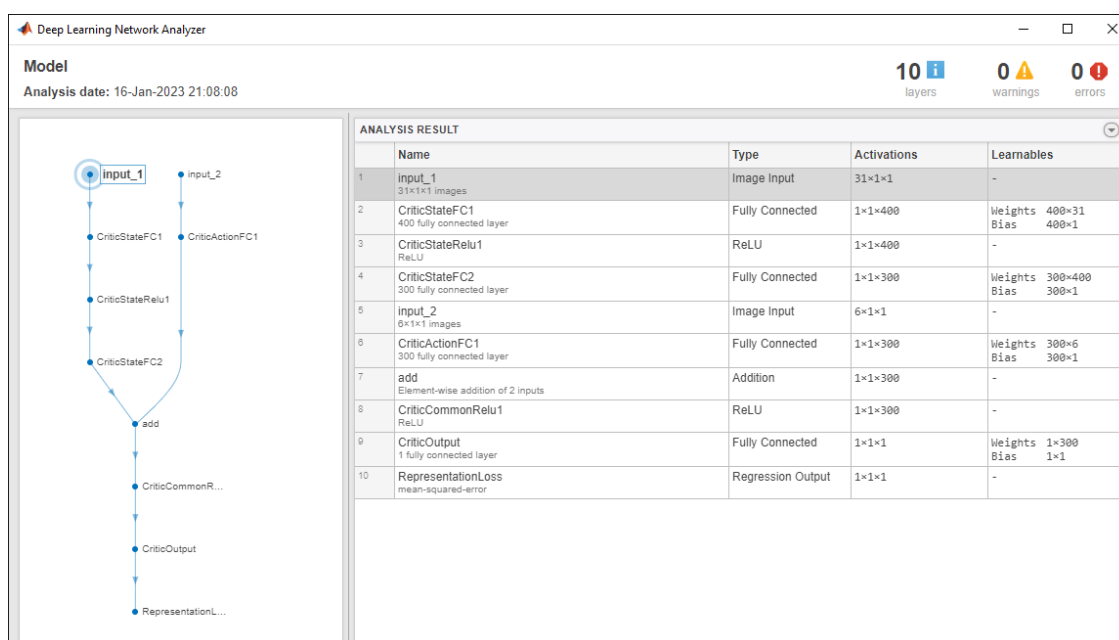 Deep Learning Network Analyzer
Model
Analysis date: 16-Jan-2023 21:08:08
10 i
layers
0
warnings
0
errors
input_1
input_2
CriticStateFC1
CriticActionFC1
CriticStateRelu1
CriticStateFC2
add
CriticCommonR...
CriticOutput
RepresentationL...
ANALYSIS RESULT
Name Type Activations Learnables
1 input_1 Image Input 31×1×1 -
31×1×1 images
2 CriticStateFC1 Fully Connected 1×1×400 Weights 400×31
400 fully connected layer Bias 400×1
3 CriticStateRelu1 ReLU 1×1×400 -
ReLU
4 CriticStateFC2 Fully Connected 1×1×300 Weights 300×400
300 fully connected layer Bias 300×1
5 input_2 Image Input 6×1×1 -
6×1×1 images
6 CriticActionFC1 Fully Connected 1×1×300 Weights 300×6
300 fully connected layer Bias 300×1
7 add Addition 1×1×300 -
Element-wise addition of 2 inputs
8 CriticCommonRelu1 ReLU 1×1×300 -
ReLU
9 CriticOutput Fully Connected 1×1×1 Weights 1×300
1 fully connected layer Bias 1×1
10 RepresentationLoss Regression Output 1×1×1 -
mean-squared-error